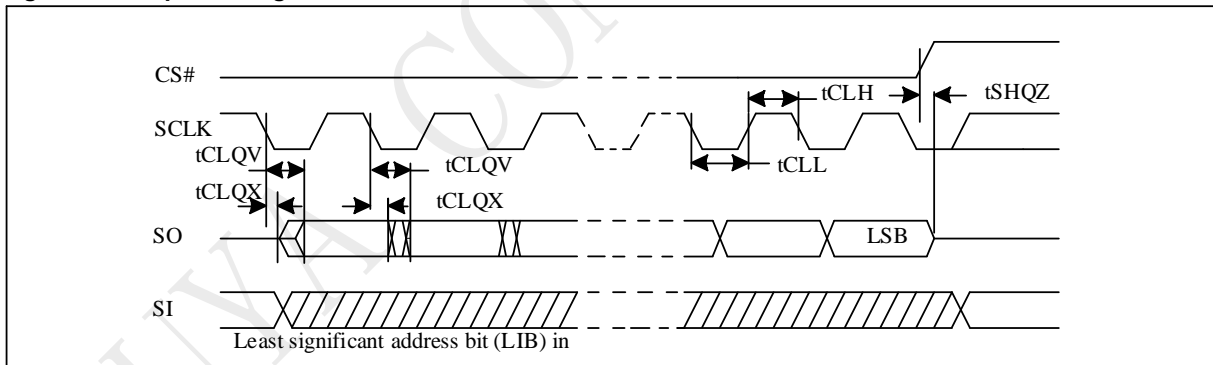 CS#
tCLH
tSHQZ
SCLK
tCLQV
tCLQV
tCLL
tCLQX
tCLQX
SO
LSB
SI
Least significant address bit (LIB) in